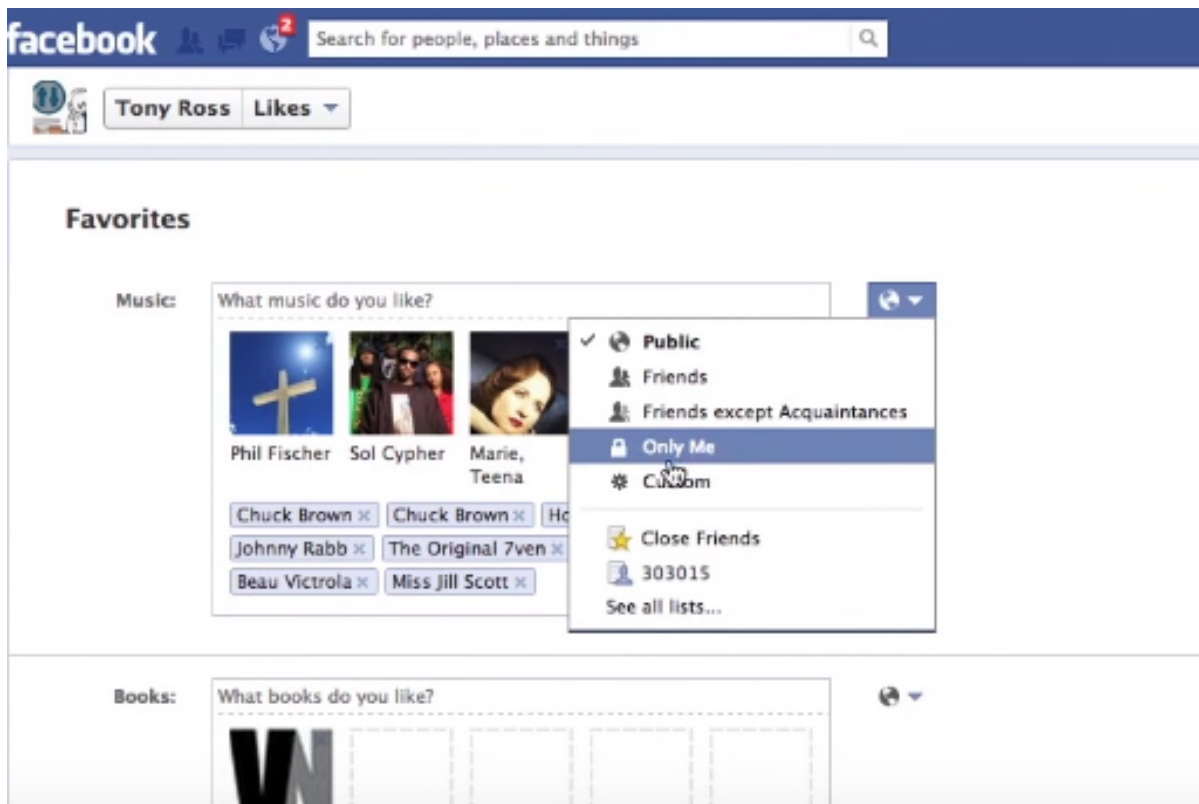 facebook 2 Search for people, places and things
Tony Ross Likes
Favorites
Music: What music do you like?
Public
Friends
Friends except Acquaintances
Only Me
Custom
Close Friends
303015
See all lists...
Phil Fischer Sol Cypher Marie, Teena
Chuck Brown × Chuck Brown ×
Johnny Rabb × The Original 7ven ×
Beau Victrola × Miss Jill Scott ×
Books: What books do you like?